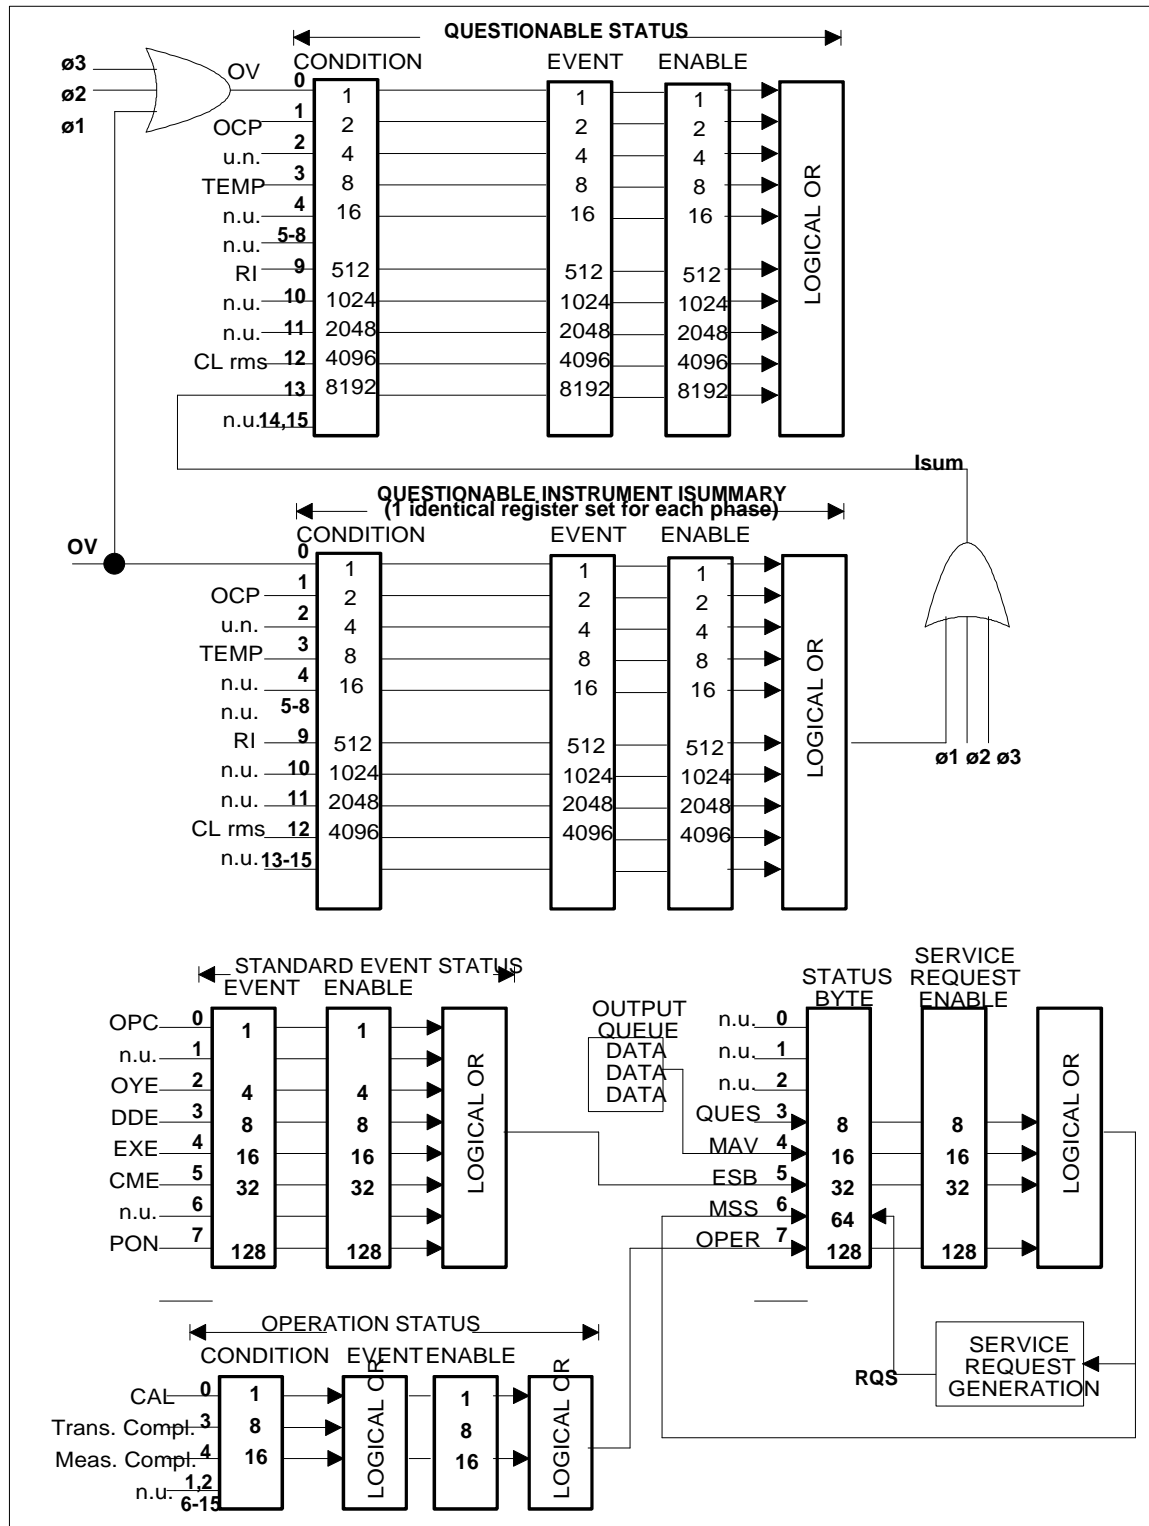 QUESTIONABLE STATUS
CONDITION EVENT ENABLE
ø3
ø2
ø1
OV 0 1 1 1
OCP 1 2 2 2
u.n. 2 4 4 4
TEMP 3 8 8 8
n.u. 4 16 16 16
n.u. 5-8
RI 9 512 512 512
n.u. 10 1024 1024 1024
n.u. 11 2048 2048 2048
CL rms 12 4096 4096 4096
13 8192 8192 8192
n.u. 14,15
LOGICAL OR
Isum
QUESTIONABLE INSTRUMENT ISUMMARY
(1 identical register set for each phase)
CONDITION EVENT ENABLE
OV 0 1 1 1
OCP 1 2 2 2
u.n. 2 4 4 4
TEMP 3 8 8 8
n.u. 4 16 16 16
n.u. 5-8
RI 9 512 512 512
n.u. 10 1024 1024 1024
n.u. 11 2048 2048 2048
CL rms 12 4096 4096 4096
n.u. 13-15
LOGICAL OR
ø1 ø2 ø3
STANDARD EVENT STATUS
EVENT ENABLE
OPC 0 1 1
n.u. 1
OYE 2 4 4
DDE 3 8 8
EXE 4 16 16
CME 5 32 32
n.u. 6
PON 7 128 128
LOGICAL OR
OUTPUT
QUEUE
DATA
DATA
DATA
STATUS
BYTE
SERVICE
REQUEST
ENABLE
n.u. 0
n.u. 1
n.u. 2
QUES 3 8 8
MAV 4 16 16
ESB 5 32 32
MSS 6 64
OPER 7 128 128
LOGICAL OR
SERVICE
REQUEST
GENERATION
RQS
OPERATION STATUS
CONDITION EVENT ENABLE
CAL 0 1 1
Trans. Compl. 3 8 8
Meas. Compl. 4 16 16
n.u. 1,2
6-15
LOGICAL OR
LOGICAL OR